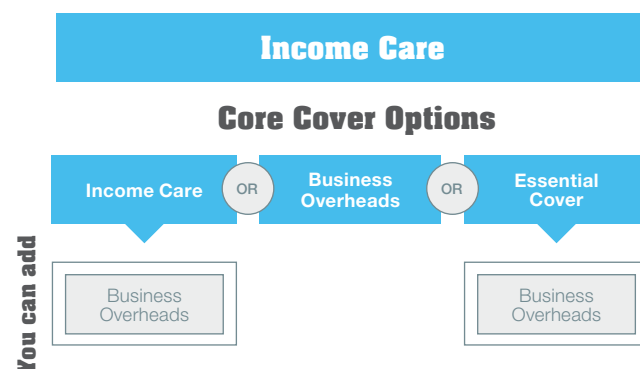 Income Care
Core Cover Options
Income Care
OR
Business
Overheads
OR
Essential
Cover
You can add
Business
Overheads
Business
Overheads